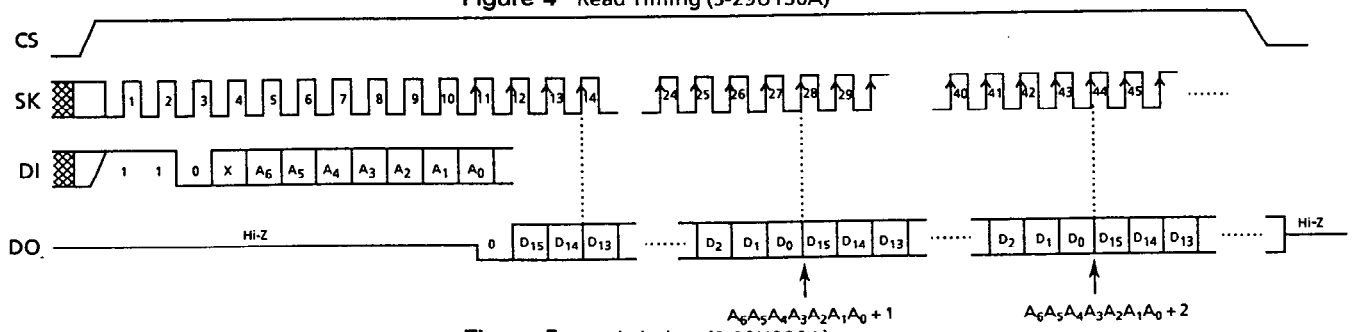 Figure 4 Read Timing (S-29U130A)
CS
SK 1 2 3 4 5 6 7 8 9 10 11 12 13 14 24 25 26 27 28 29 40 41 42 43 44 45 ........
DI 1 1 0 X A6 A5 A4 A3 A2 A1 A0
DO Hi-Z 0 D15 D14 D13 ........ D2 D1 D0 D15 D14 D13 ........ D2 D1 D0 D15 D14 D13 ........ Hi-Z
A6A5A4A3A2A1A0 + 1 A6A5A4A3A2A1A0 + 2